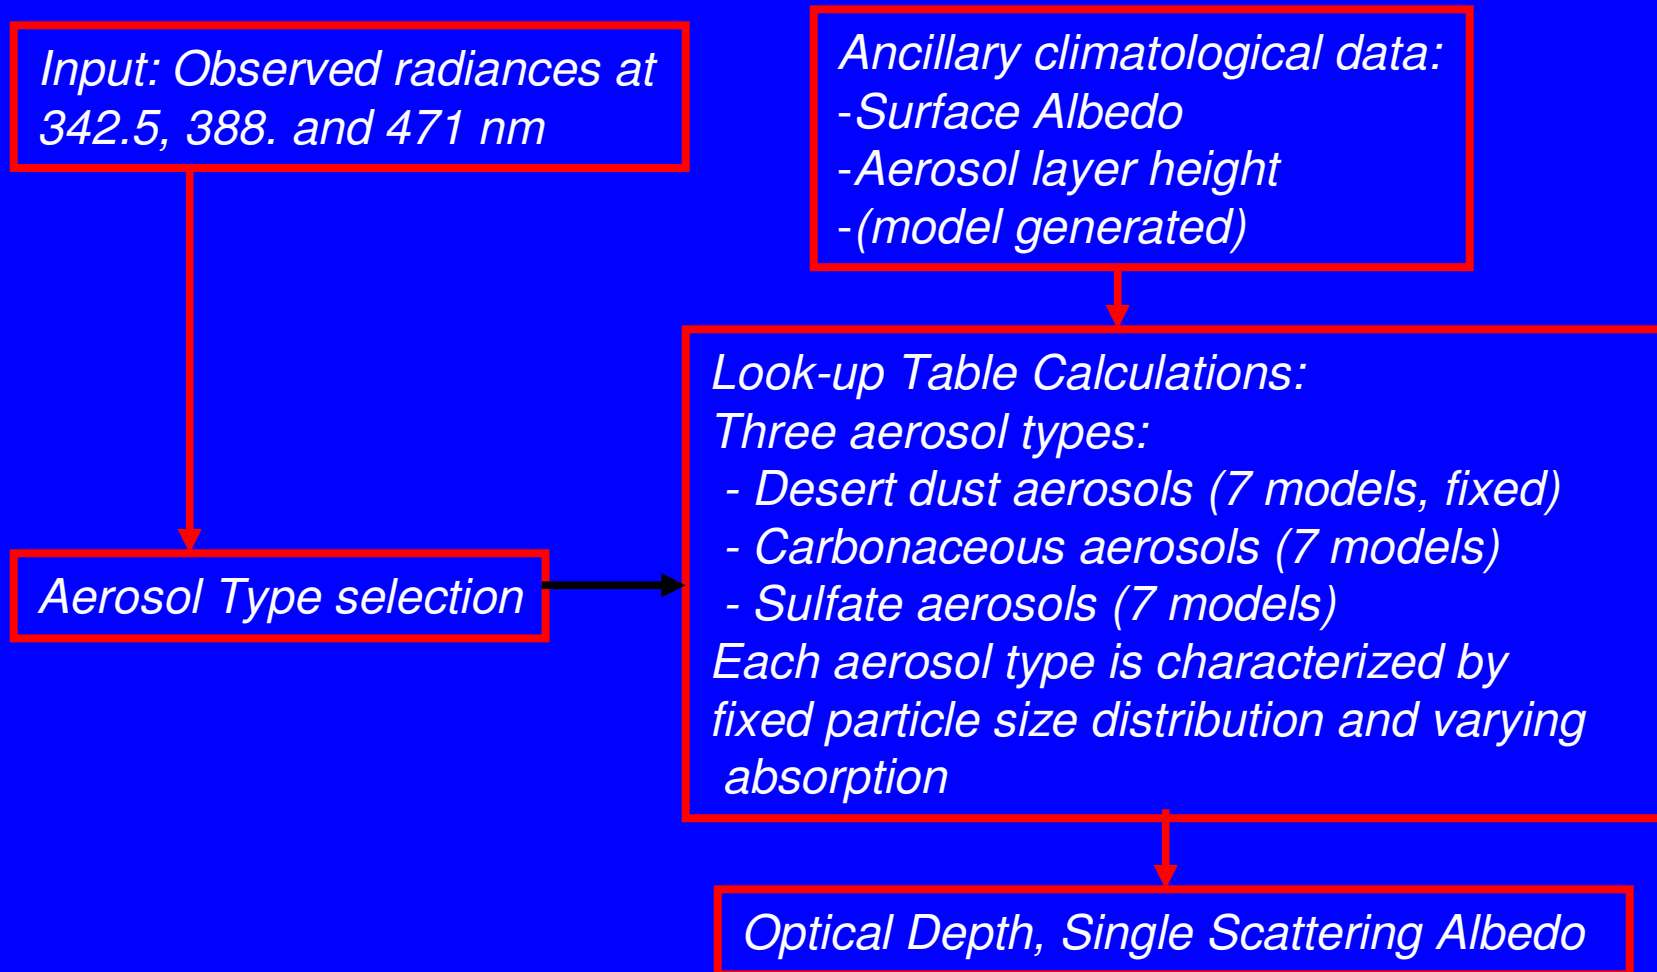 Input: Observed radiances at
342.5, 388. and 471 nm
Ancillary climatological data:
-Surface Albedo
-Aerosol layer height
-(model generated)
Aerosol Type selection
Look-up Table Calculations:
Three aerosol types:
- Desert dust aerosols (7 models, fixed)
- Carbonaceous aerosols (7 models)
- Sulfate aerosols (7 models)
Each aerosol type is characterized by
fixed particle size distribution and varying
absorption
Optical Depth, Single Scattering Albedo